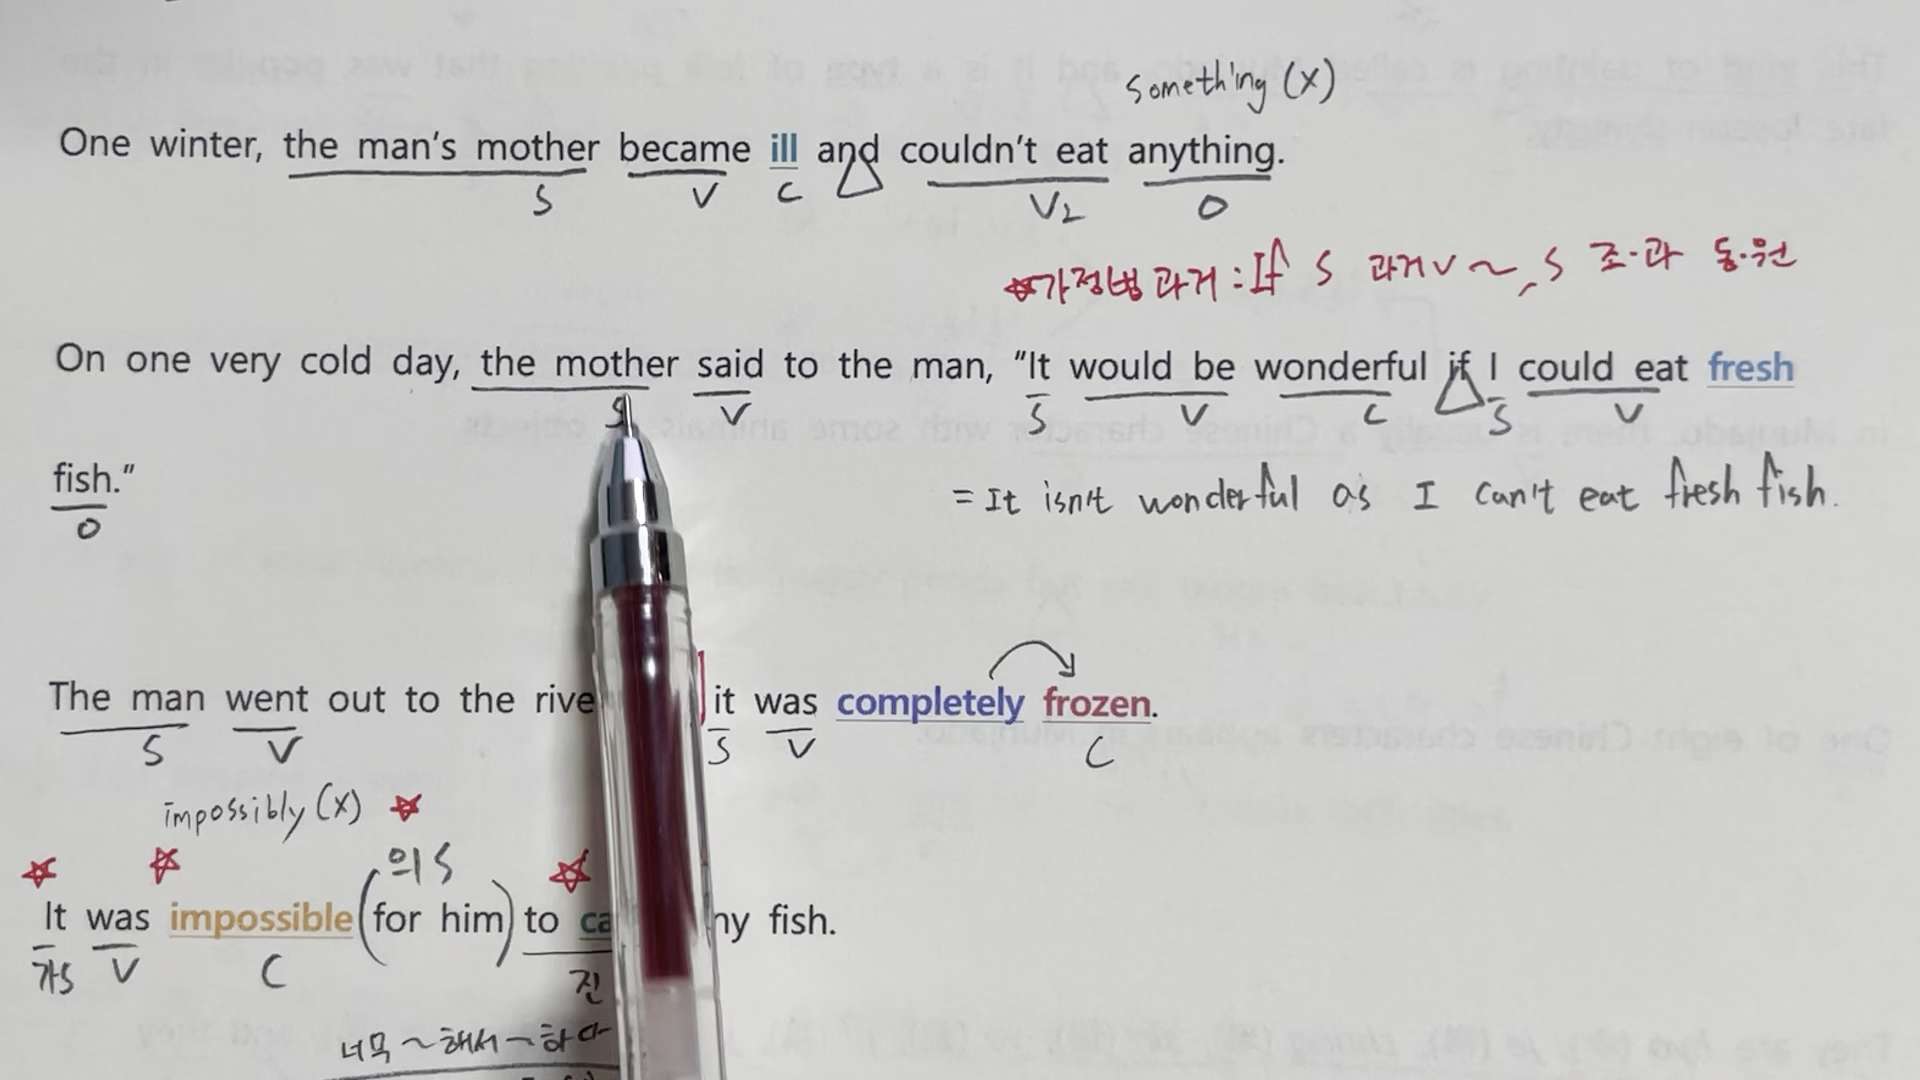 something (x)
One winter, the man's mother became ill and couldn't eat anything.
S V C V2 O
가정법 과거 : If S 과거v ~, S 조·과 동·원
On one very cold day, the mother said to the man, “It would be wonderful if I could eat fresh
S V S V C S V
fish.”
O
= It isn't wonderful as I can't eat fresh fish.
The man went out to the it was completely frozen.
S V S V C
impossibly (x)
의S
It was impossible (for him) to fish.
가S V C 진
너무 ~해서 ~하다